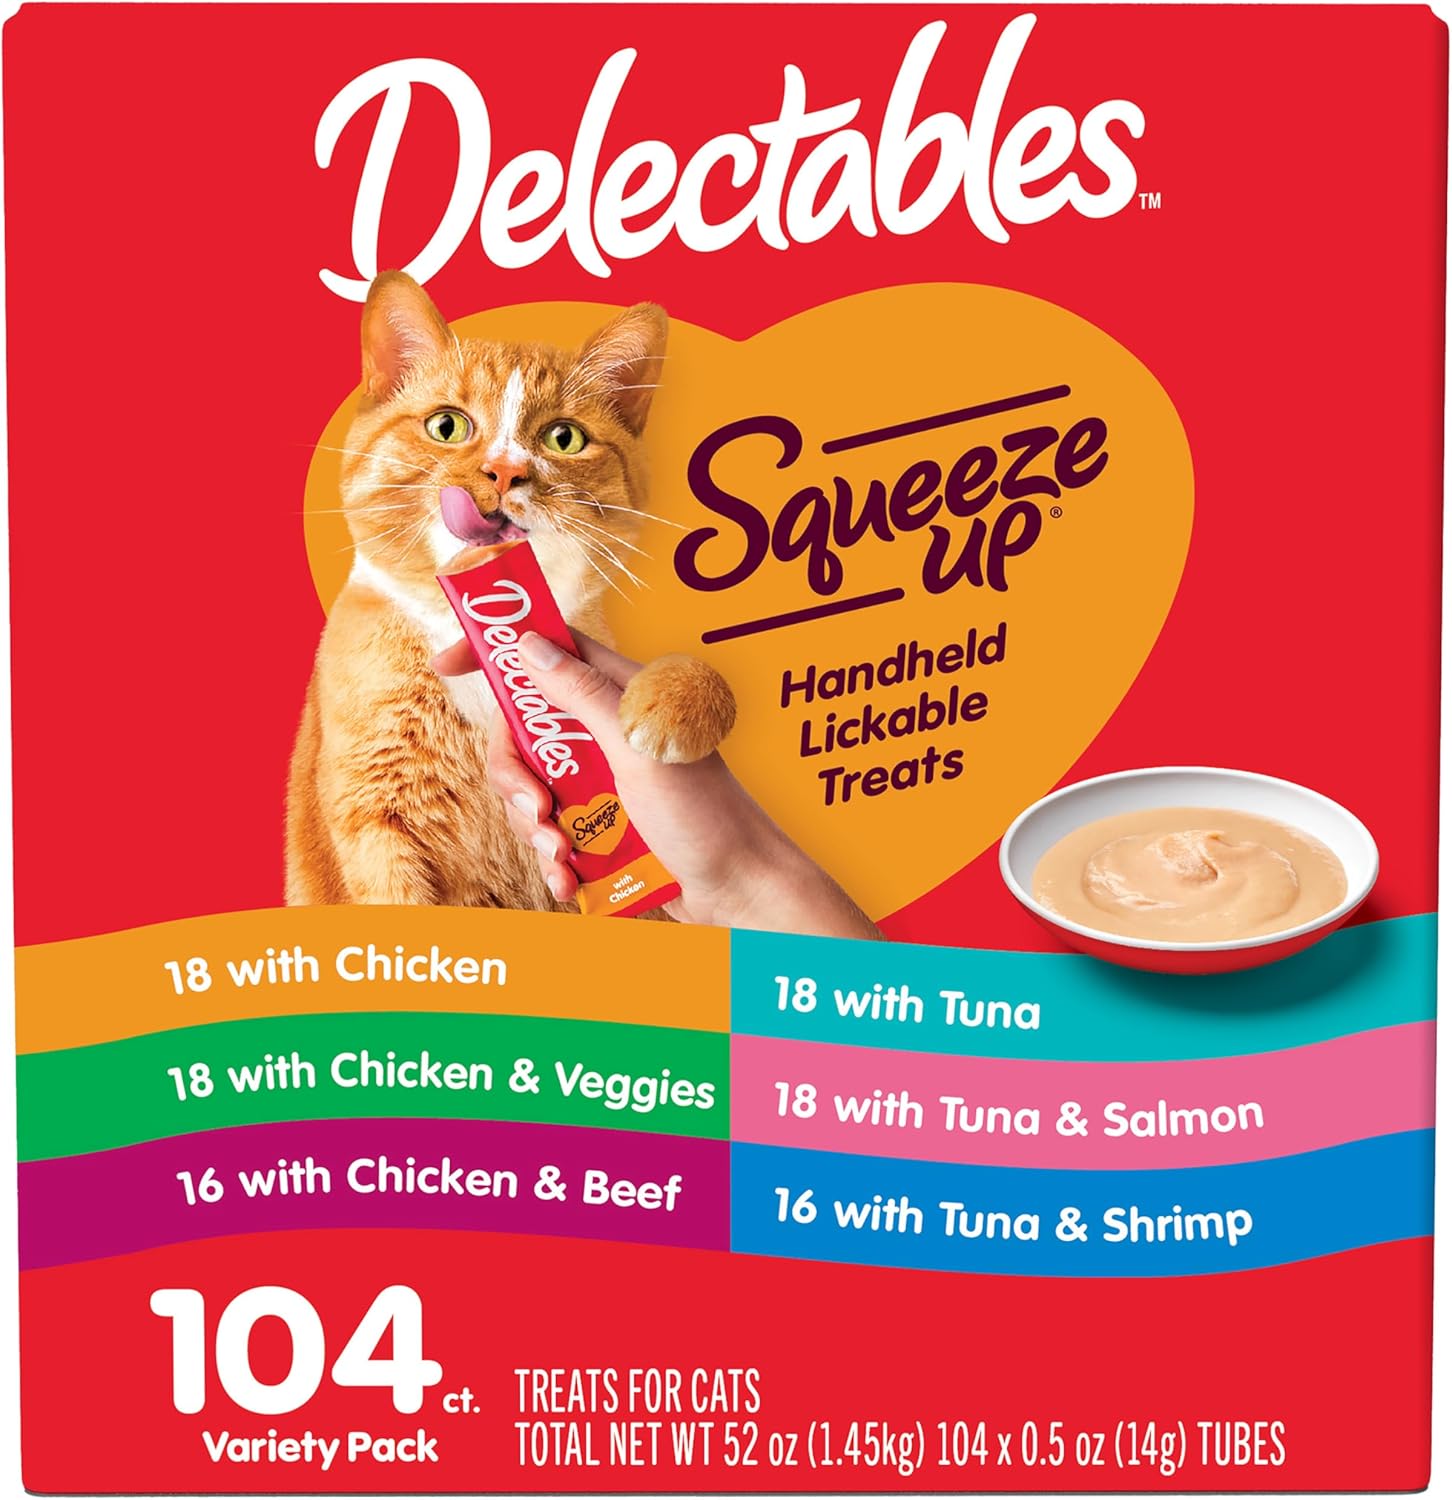 Delectables™
Squeeze
UP®
Handheld
Lickable
Treats
Delectables
Squeeze
UP
with
Chicken
18 with Chicken
18 with Chicken & Veggies
16 with Chicken & Beef
18 with Tuna
18 with Tuna & Salmon
16 with Tuna & Shrimp
104 ct.
Variety Pack
TREATS FOR CATS
TOTAL NET WT 52 oz (1.45kg) 104 x 0.5 oz (14g) TUBES